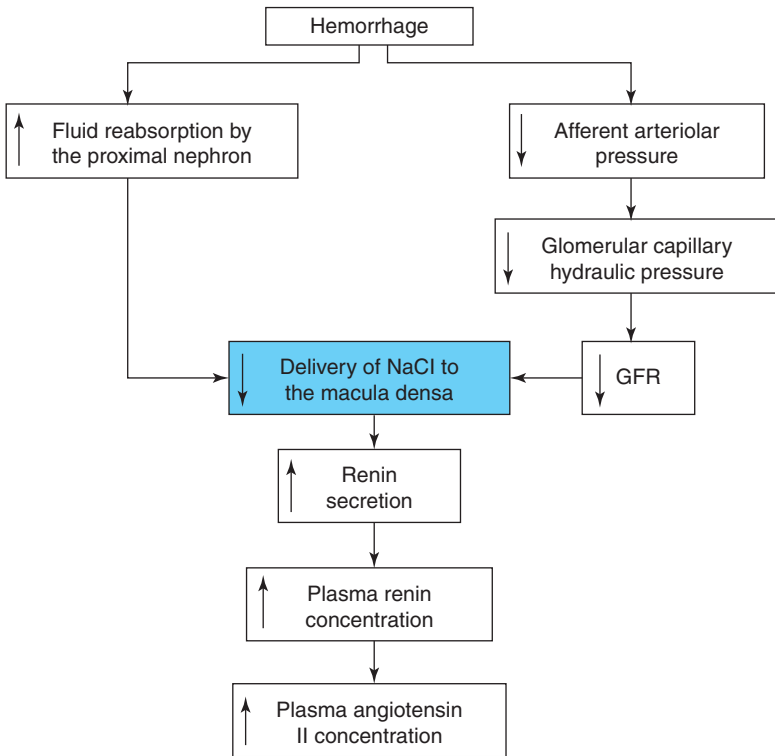 Hemorrhage
Fluid reabsorption by
the proximal nephron
Afferent arteriolar
pressure
Glomerular capillary
hydraulic pressure
Delivery of NaCI to
the macula densa
GFR
Renin
secretion
Plasma renin
concentration
Plasma angiotensin
II concentration